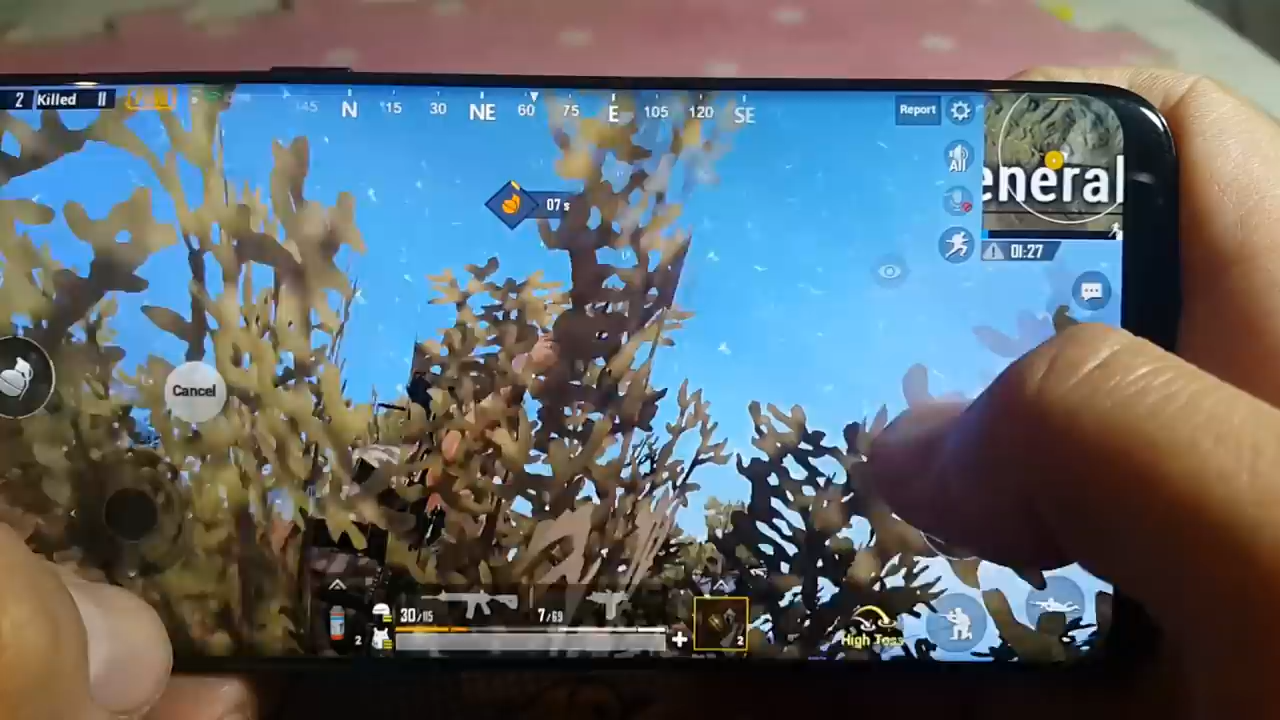 2 Killed
345 N 15 30 NE 60 75 E 105 120 SE
Report
All
eneral
07 s
01:27
Cancel
30/115
7/69
2
2
High Toss